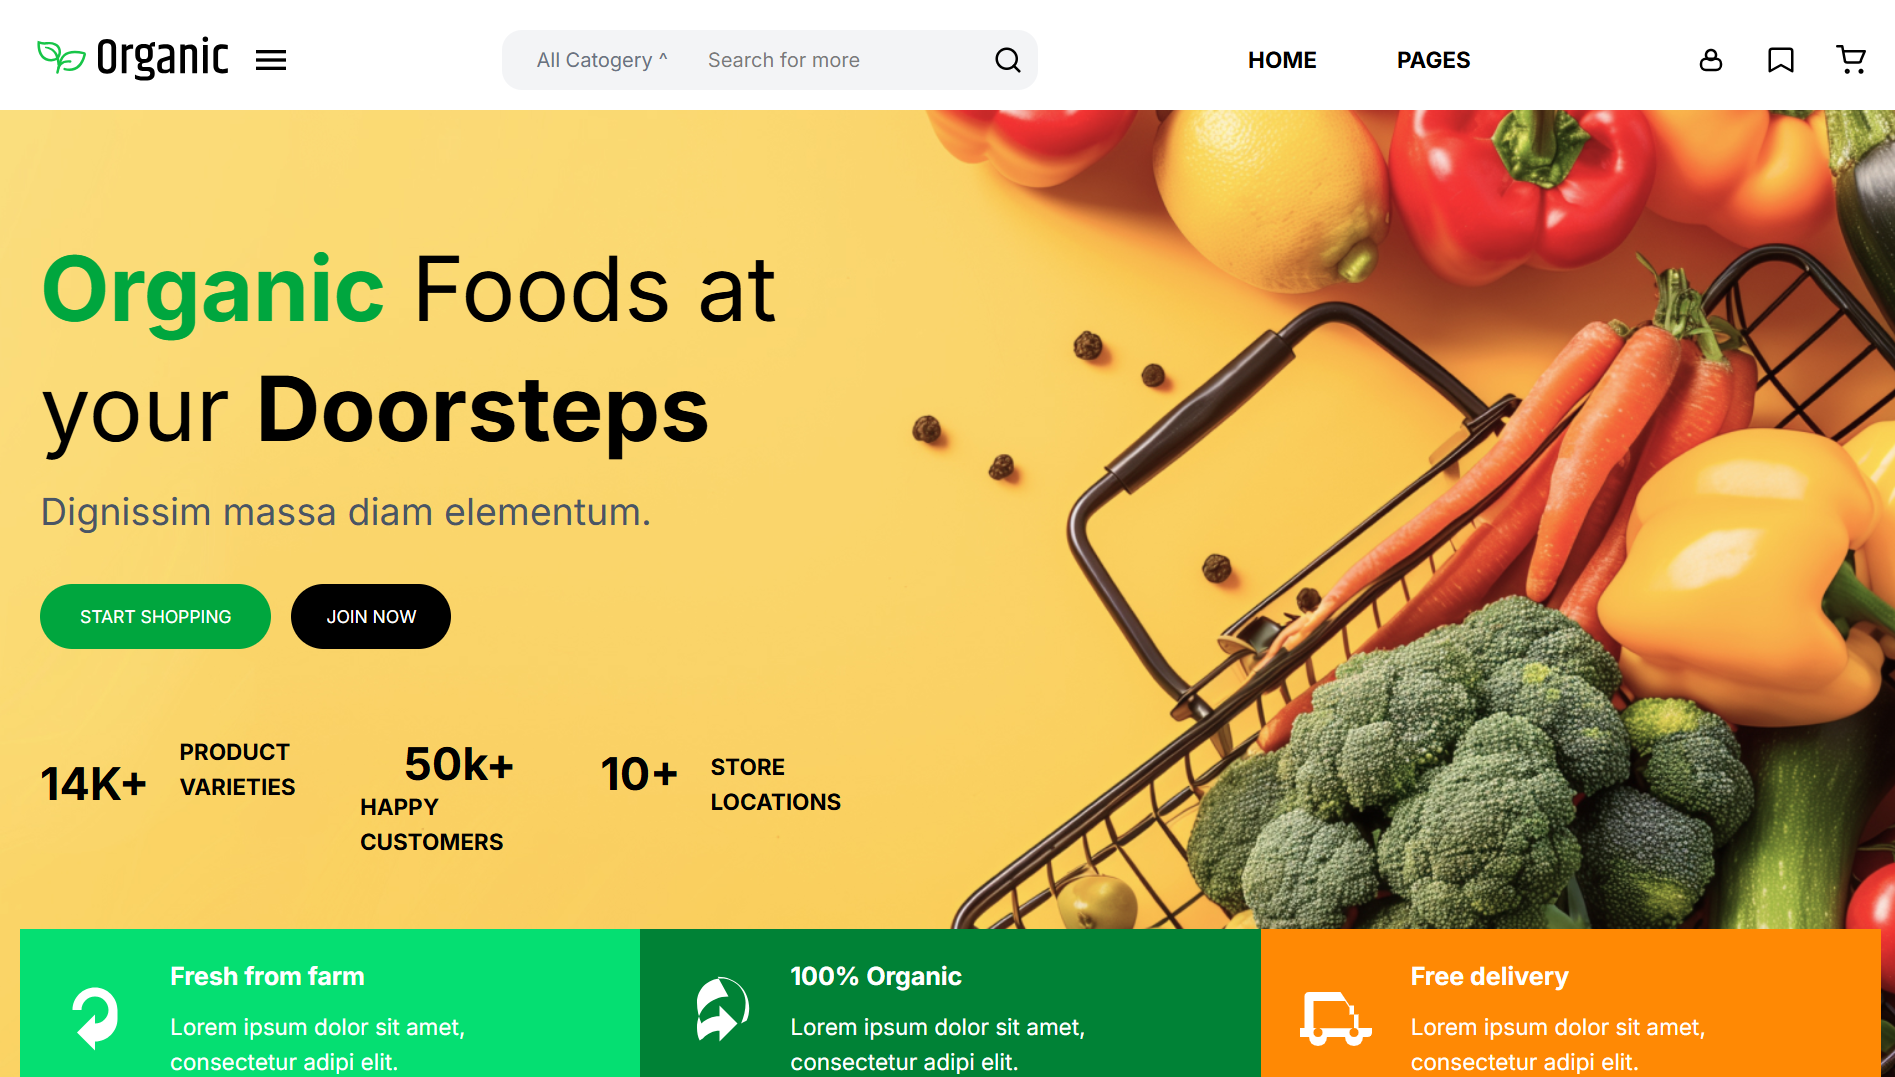 Organic
All Catogery ^ Search for more
HOME PAGES
Organic Foods at
your Doorsteps
Dignissim massa diam elementum.
START SHOPPING
JOIN NOW
14K+
PRODUCT
VARIETIES
50k+
HAPPY
CUSTOMERS
10+
STORE
LOCATIONS
Fresh from farm
Lorem ipsum dolor sit amet,
consectetur adipi elit.
100% Organic
Lorem ipsum dolor sit amet,
consectetur adipi elit.
Free delivery
Lorem ipsum dolor sit amet,
consectetur adipi elit.